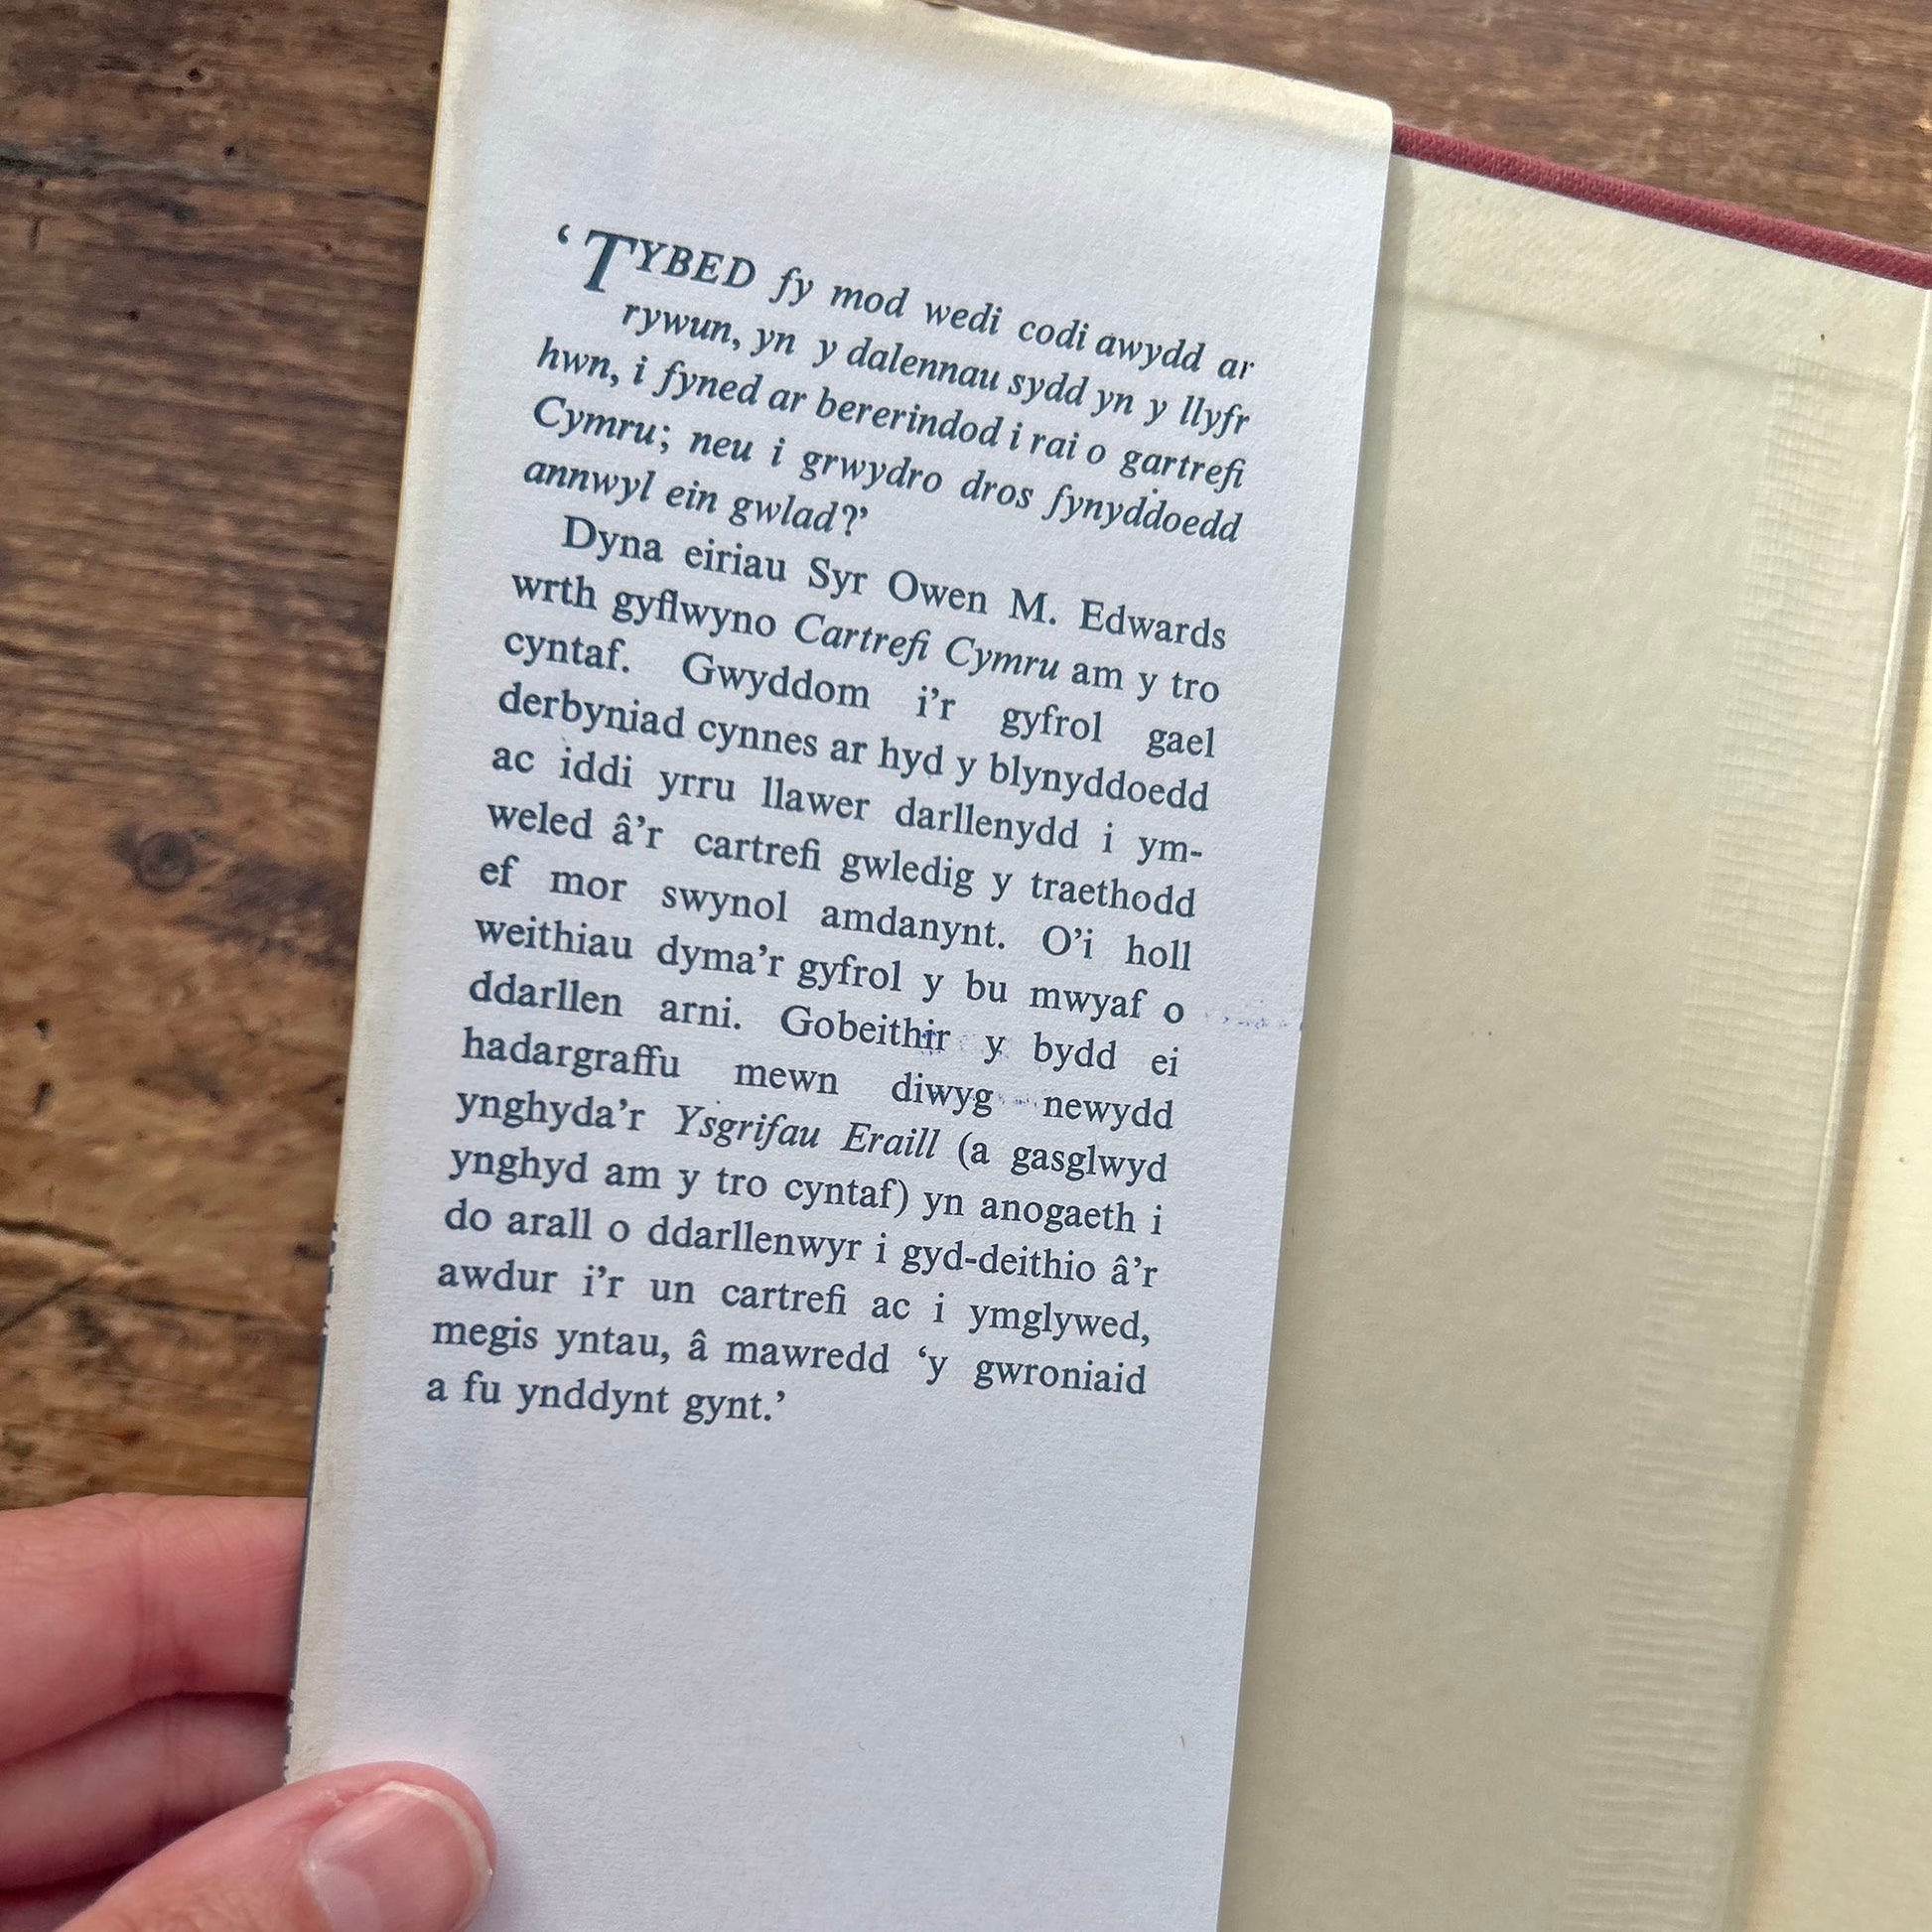 ‘TYBED fy mod wedi codi awydd ar
rywun, yn y dalennau sydd yn y llyfr
hwn, i fyned ar bererindod i rai o gartrefi
Cymru; neu i grwydro dros fynyddoedd
annwyl ein gwlad?’
Dyna eiriau Syr Owen M. Edwards
wrth gyflwyno Cartrefi Cymru am y tro
cyntaf. Gwyddom i’r gyfrol gael
derbyniad cynnes ar hyd y blynyddoedd
ac iddi yrru llawer darllenydd i ym-
weled â’r cartrefi gwledig y traethodd
ef mor swynol amdanynt. O’i holl
weithiau dyma’r gyfrol y bu mwyaf o
ddarllen arni. Gobeithir y bydd ei
hadargraffu mewn diwyg newydd
ynghyda’r Ysgrifau Eraill (a gasglwyd
ynghyd am y tro cyntaf) yn anogaeth i
do arall o ddarllenwyr i gyd-deithio â’r
awdur i’r un cartrefi ac i ymglywed,
megis yntau, â mawredd ‘y gwroniaid
a fu ynddynt gynt.’